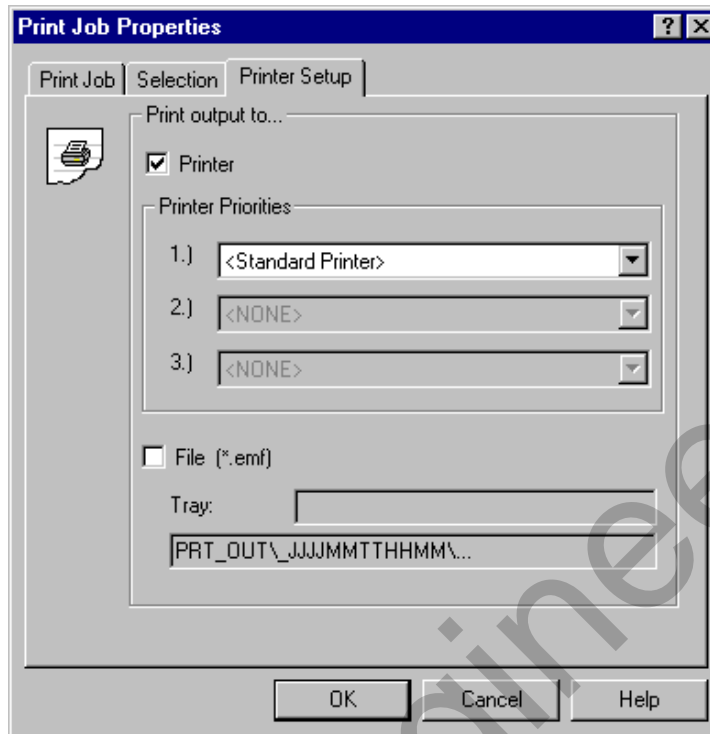 Print Job Properties
Print Job Selection Printer Setup
Print output to...
Printer
Printer Priorities
1.) <Standard Printer>
2.) <NONE>
3.) <NONE>
File (*.emf)
Tray:
PRT_OUT\_JJJJMMTTHHMM\...
OK Cancel Help